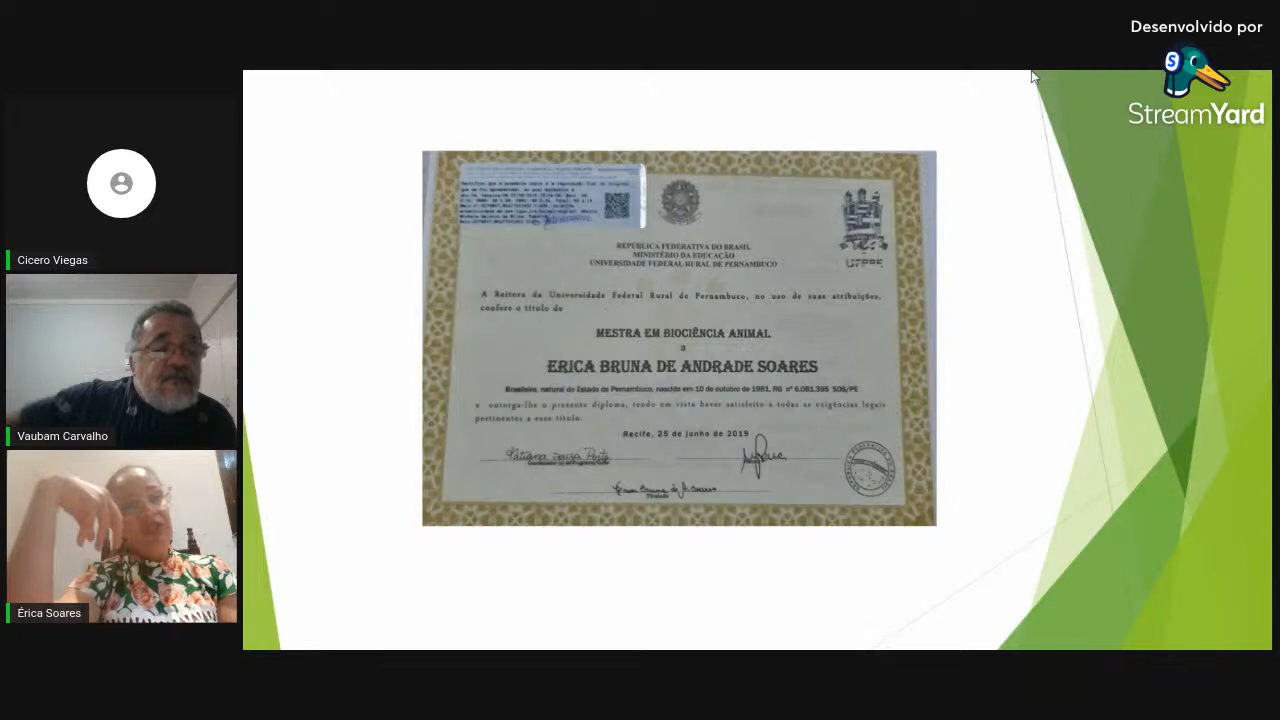 Desenvolvido por
StreamYard
Cicero Viegas
Vaubam Carvalho
Érica Soares
UFRPE
REPÚBLICA FEDERATIVA DO BRASIL
MINISTÉRIO DA EDUCAÇÃO
UNIVERSIDADE FEDERAL RURAL DE PERNAMBUCO
A Reitora da Universidade Federal Rural de Pernambuco, no uso de suas atribuições,
confere o título de
MESTRA EM BIOCIÊNCIA ANIMAL
a
ERICA BRUNA DE ANDRADE SOARES
Brasileira, natural do Estado de Pernambuco, nascida em 10 de outubro de 1981, RG nº 6.081.395 SDS/PE
e outorga-lhe o presente diploma, tendo em vista haver satisfeito a todas as exigências legais
pertinentes a esse título.
Recife, 25 de junho de 2019
Titulada